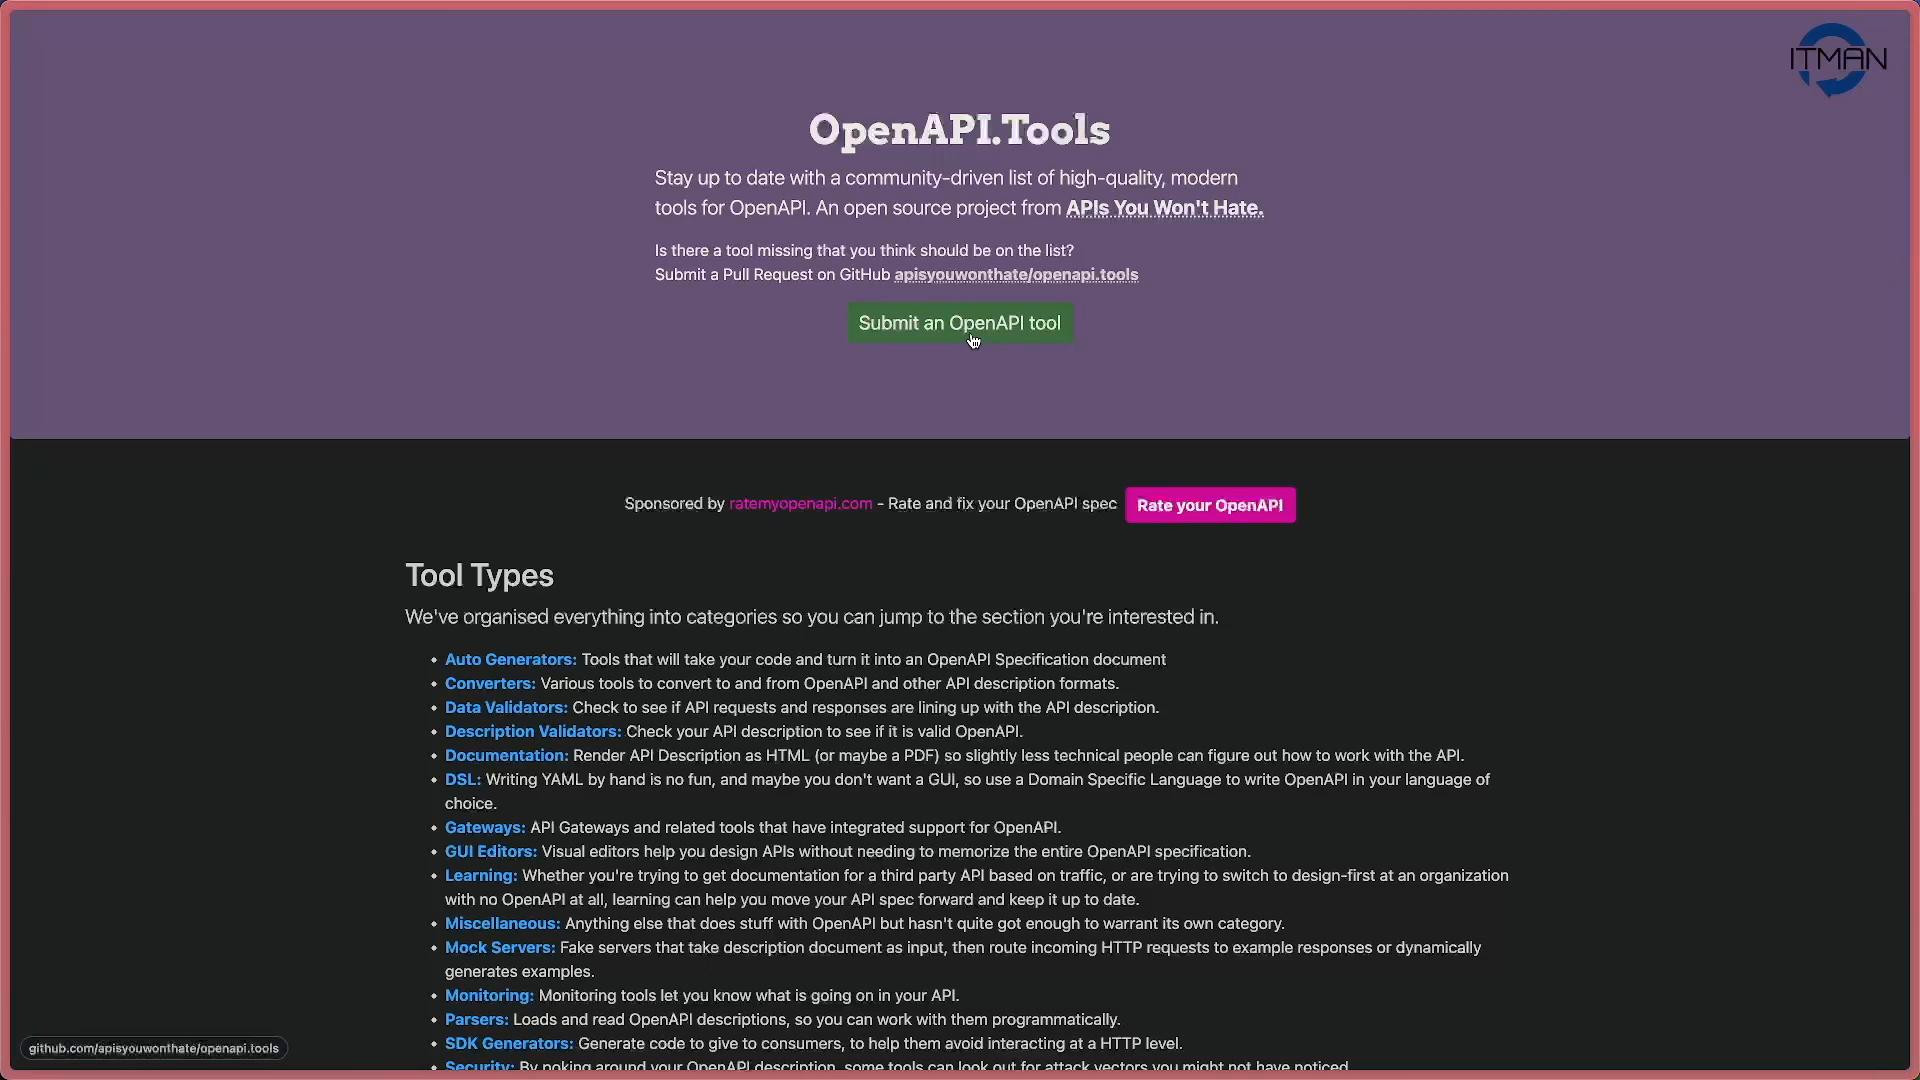 ITMAN
OpenAPI.Tools
Stay up to date with a community-driven list of high-quality, modern
tools for OpenAPI. An open source project from APIs You Won't Hate.
Is there a tool missing that you think should be on the list?
Submit a Pull Request on GitHub apisyouwonthate/openapi.tools
Submit an OpenAPI tool
Sponsored by ratemyopenapi.com - Rate and fix your OpenAPI spec Rate your OpenAPI
Tool Types
We've organised everything into categories so you can jump to the section you're interested in.
• Auto Generators: Tools that will take your code and turn it into an OpenAPI Specification document
• Converters: Various tools to convert to and from OpenAPI and other API description formats.
• Data Validators: Check to see if API requests and responses are lining up with the API description.
• Description Validators: Check your API description to see if it is valid OpenAPI.
• Documentation: Render API Description as HTML (or maybe a PDF) so slightly less technical people can figure out how to work with the API.
• DSL: Writing YAML by hand is no fun, and maybe you don't want a GUI, so use a Domain Specific Language to write OpenAPI in your language of
choice.
• Gateways: API Gateways and related tools that have integrated support for OpenAPI.
• GUI Editors: Visual editors help you design APIs without needing to memorize the entire OpenAPI specification.
• Learning: Whether you're trying to get documentation for a third party API based on traffic, or are trying to switch to design-first at an organization
with no OpenAPI at all, learning can help you move your API spec forward and keep it up to date.
• Miscellaneous: Anything else that does stuff with OpenAPI but hasn't quite got enough to warrant its own category.
• Mock Servers: Fake servers that take description document as input, then route incoming HTTP requests to example responses or dynamically
generates examples.
• Monitoring: Monitoring tools let you know what is going on in your API.
• Parsers: Loads and read OpenAPI descriptions, so you can work with them programmatically.
• SDK Generators: Generate code to give to consumers, to help them avoid interacting at a HTTP level.
• Security: By poking around your OpenAPI description, some tools can look out for attack vectors you might not have noticed.
github.com/apisyouwonthate/openapi.tools